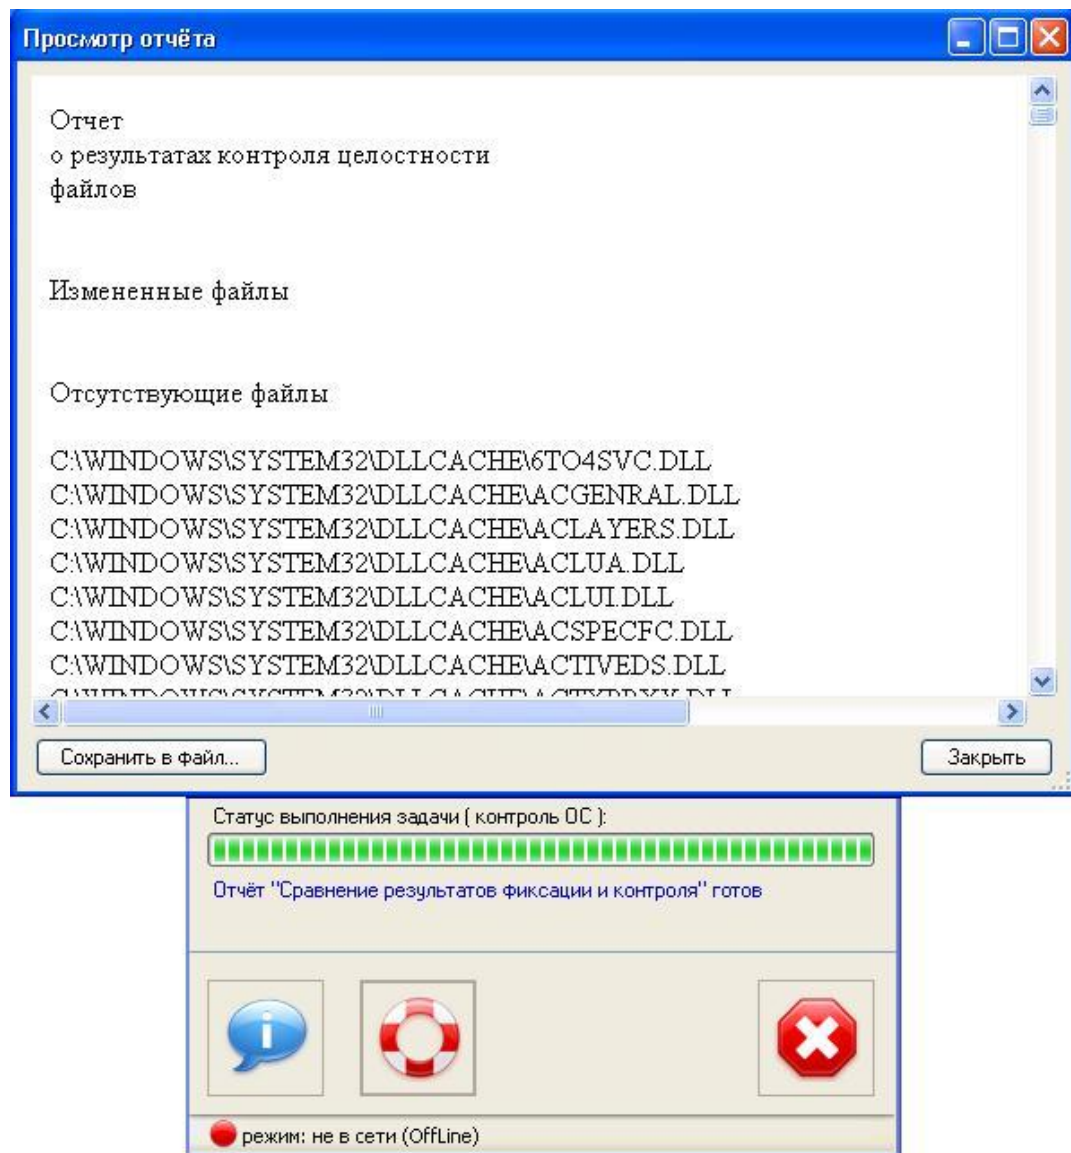 Просмотр отчёта
Отчет
о результатах контроля целостности
файлов
Измененные файлы
Отсутствующие файлы
C:\WINDOWS\SYSTEM32\DLLCACHE\6TO4SVC.DLL
C:\WINDOWS\SYSTEM32\DLLCACHE\ACGENRAL.DLL
C:\WINDOWS\SYSTEM32\DLLCACHE\ACLAYERS.DLL
C:\WINDOWS\SYSTEM32\DLLCACHE\ACLUA.DLL
C:\WINDOWS\SYSTEM32\DLLCACHE\ACLUI.DLL
C:\WINDOWS\SYSTEM32\DLLCACHE\ACSPECFC.DLL
C:\WINDOWS\SYSTEM32\DLLCACHE\ACTIVEDS.DLL
Сохранить в файл... Закрыть
Статус выполнения задачи ( контроль ОС ):
Отчёт "Сравнение результатов фиксации и контроля" готов
режим: не в сети (OffLine)